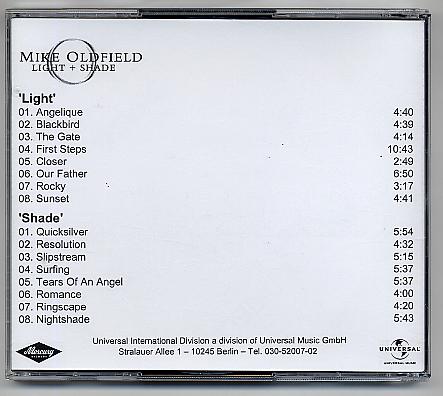 MIKE OLDFIELD
LIGHT + SHADE
'Light'
01. Angelique 4:40
02. Blackbird 4:39
03. The Gate 4:14
04. First Steps 10:43
05. Closer 2:49
06. Our Father 6:50
07. Rocky 3:17
08. Sunset 4:41
'Shade'
01. Quicksilver 5:54
02. Resolution 4:32
03. Slipstream 5:15
04. Surfing 5:37
05. Tears Of An Angel 5:37
06. Romance 4:00
07. Ringscape 4:20
08. Nightshade 5:43
Universal International Division a division of Universal Music GmbH
Stralauer Allee 1 – 10245 Berlin – Tel. 030-52007-02
Mercury
RECORDS
UNIVERSAL
UNIVERSAL MUSIC